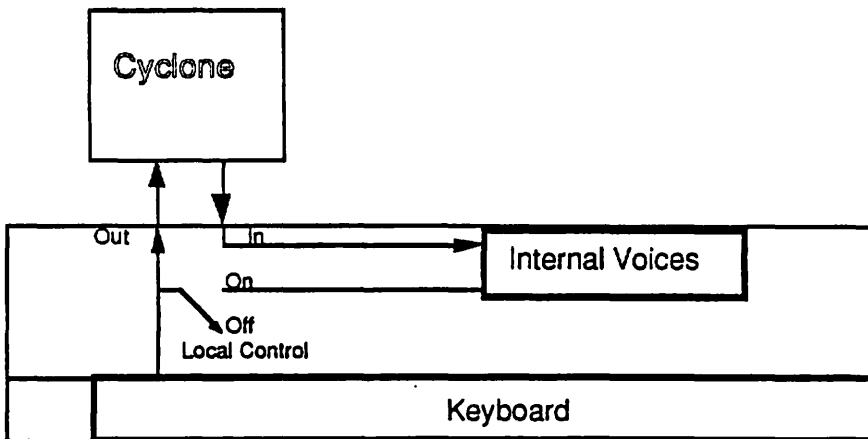 Cyclone
Out
In
Internal Voices
On
Off
Local Control
Keyboard